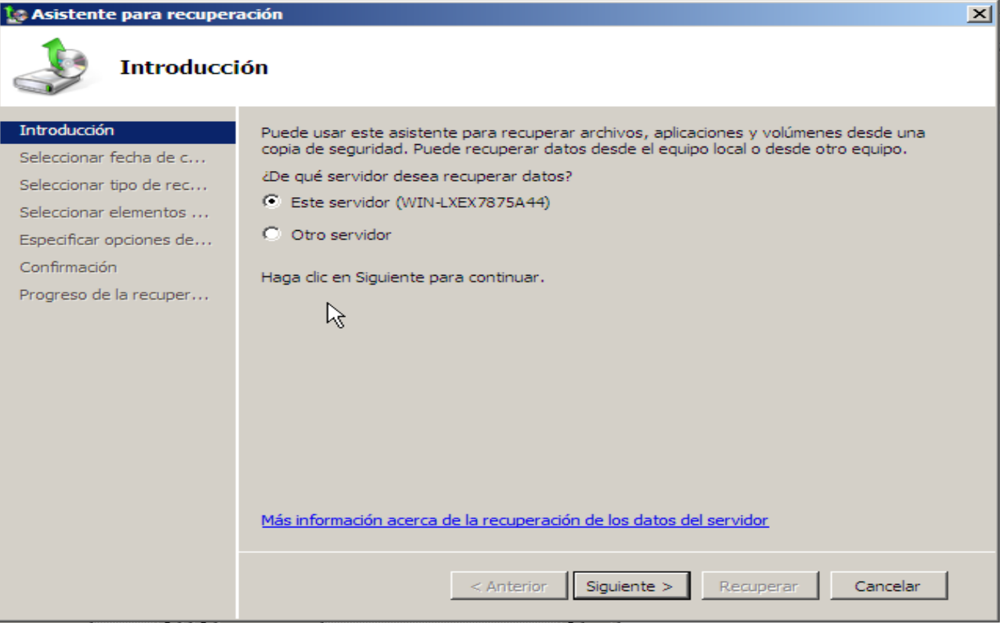 Asistente para recuperación
Introducción
Introducción
Seleccionar fecha de c...
Seleccionar tipo de rec...
Seleccionar elementos ...
Especificar opciones de...
Confirmación
Progreso de la recuper...
Puede usar este asistente para recuperar archivos, aplicaciones y volúmenes desde una
copia de seguridad. Puede recuperar datos desde el equipo local o desde otro equipo.
¿De qué servidor desea recuperar datos?
Este servidor (WIN-LXEX7875A44)
Otro servidor
Haga clic en Siguiente para continuar.
Más información acerca de la recuperación de los datos del servidor
< Anterior Siguiente > Recuperar Cancelar